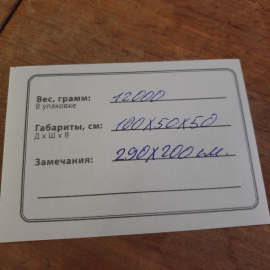 Вес, грамм: 12000
В упаковке
Габариты, см: 100х50х50
Д х Ш х В
Замечания: 290х200 см.